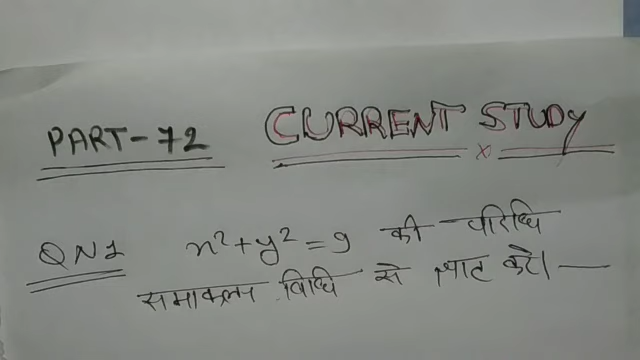 PART-72
CURRENT STUDY
QN1 x²+y²=9 की परिधि
समाकलन विधि से ज्ञात करे।